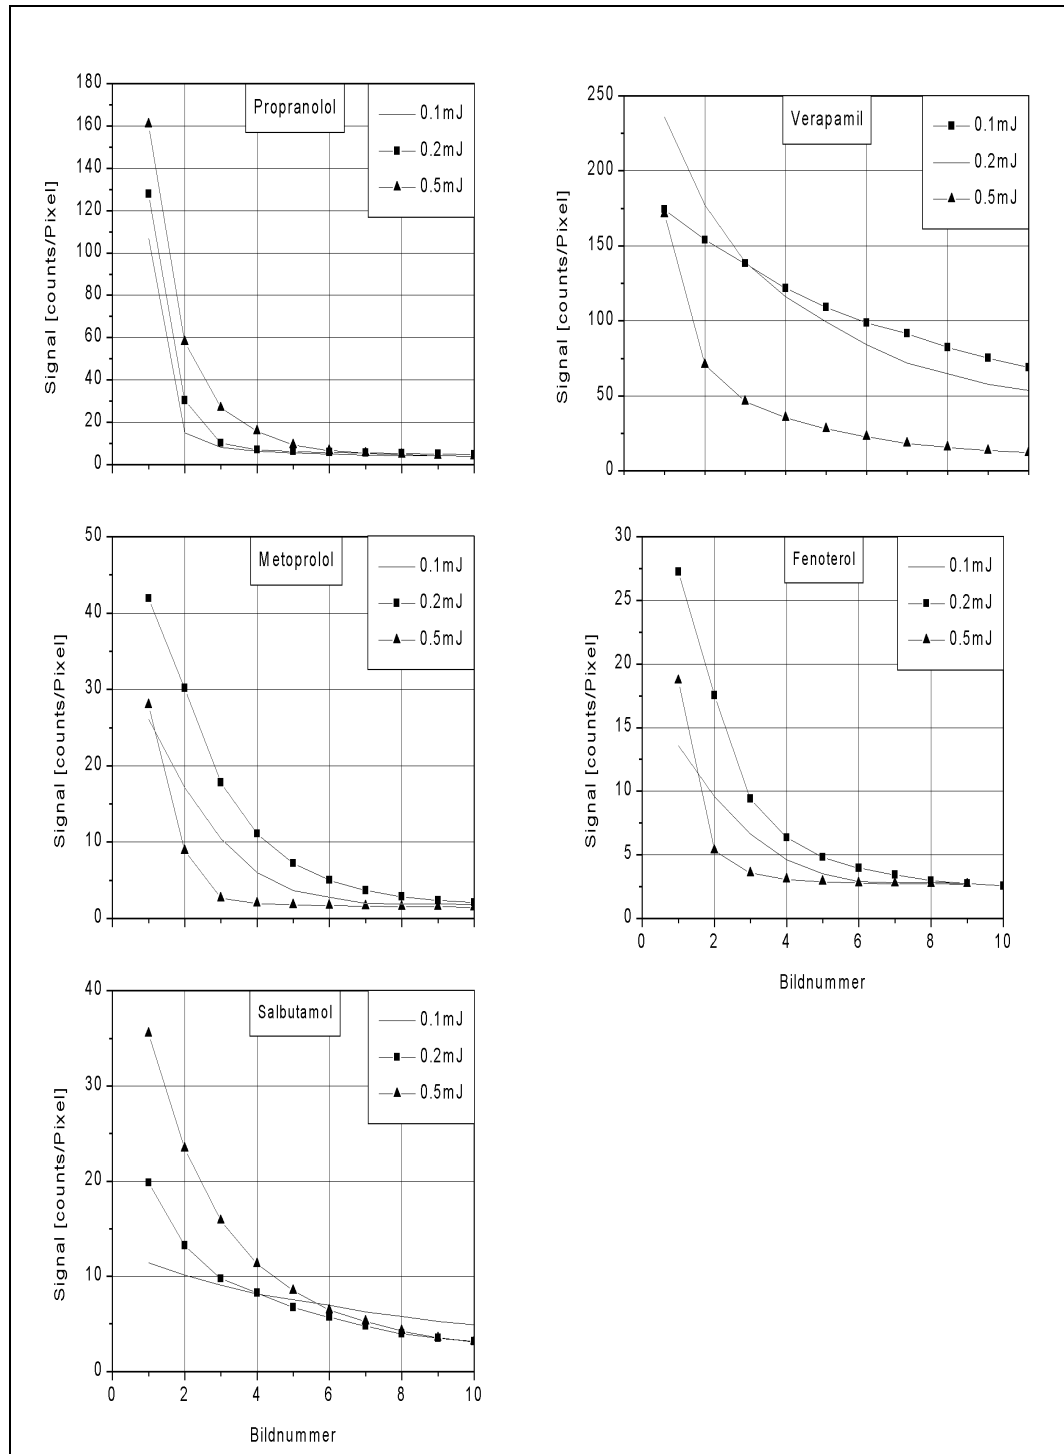 Propranolol
0.1mJ
0.2mJ
0.5mJ
180
160
140
120
100
80
60
40
20
0
Signal [counts/Pixel]
Verapamil
0.1mJ
0.2mJ
0.5mJ
250
200
150
100
50
0
Signal [counts/Pixel]
Metoprolol
0.1mJ
0.2mJ
0.5mJ
50
40
30
20
10
0
Signal [counts/Pixel]
Fenoterol
0.1mJ
0.2mJ
0.5mJ
30
25
20
15
10
5
0
Signal [counts/Pixel]
0 2 4 6 8 10
Bildnummer
Salbutamol
0.1mJ
0.2mJ
0.5mJ
40
30
20
10
0
Signal [counts/Pixel]
0 2 4 6 8 10
Bildnummer